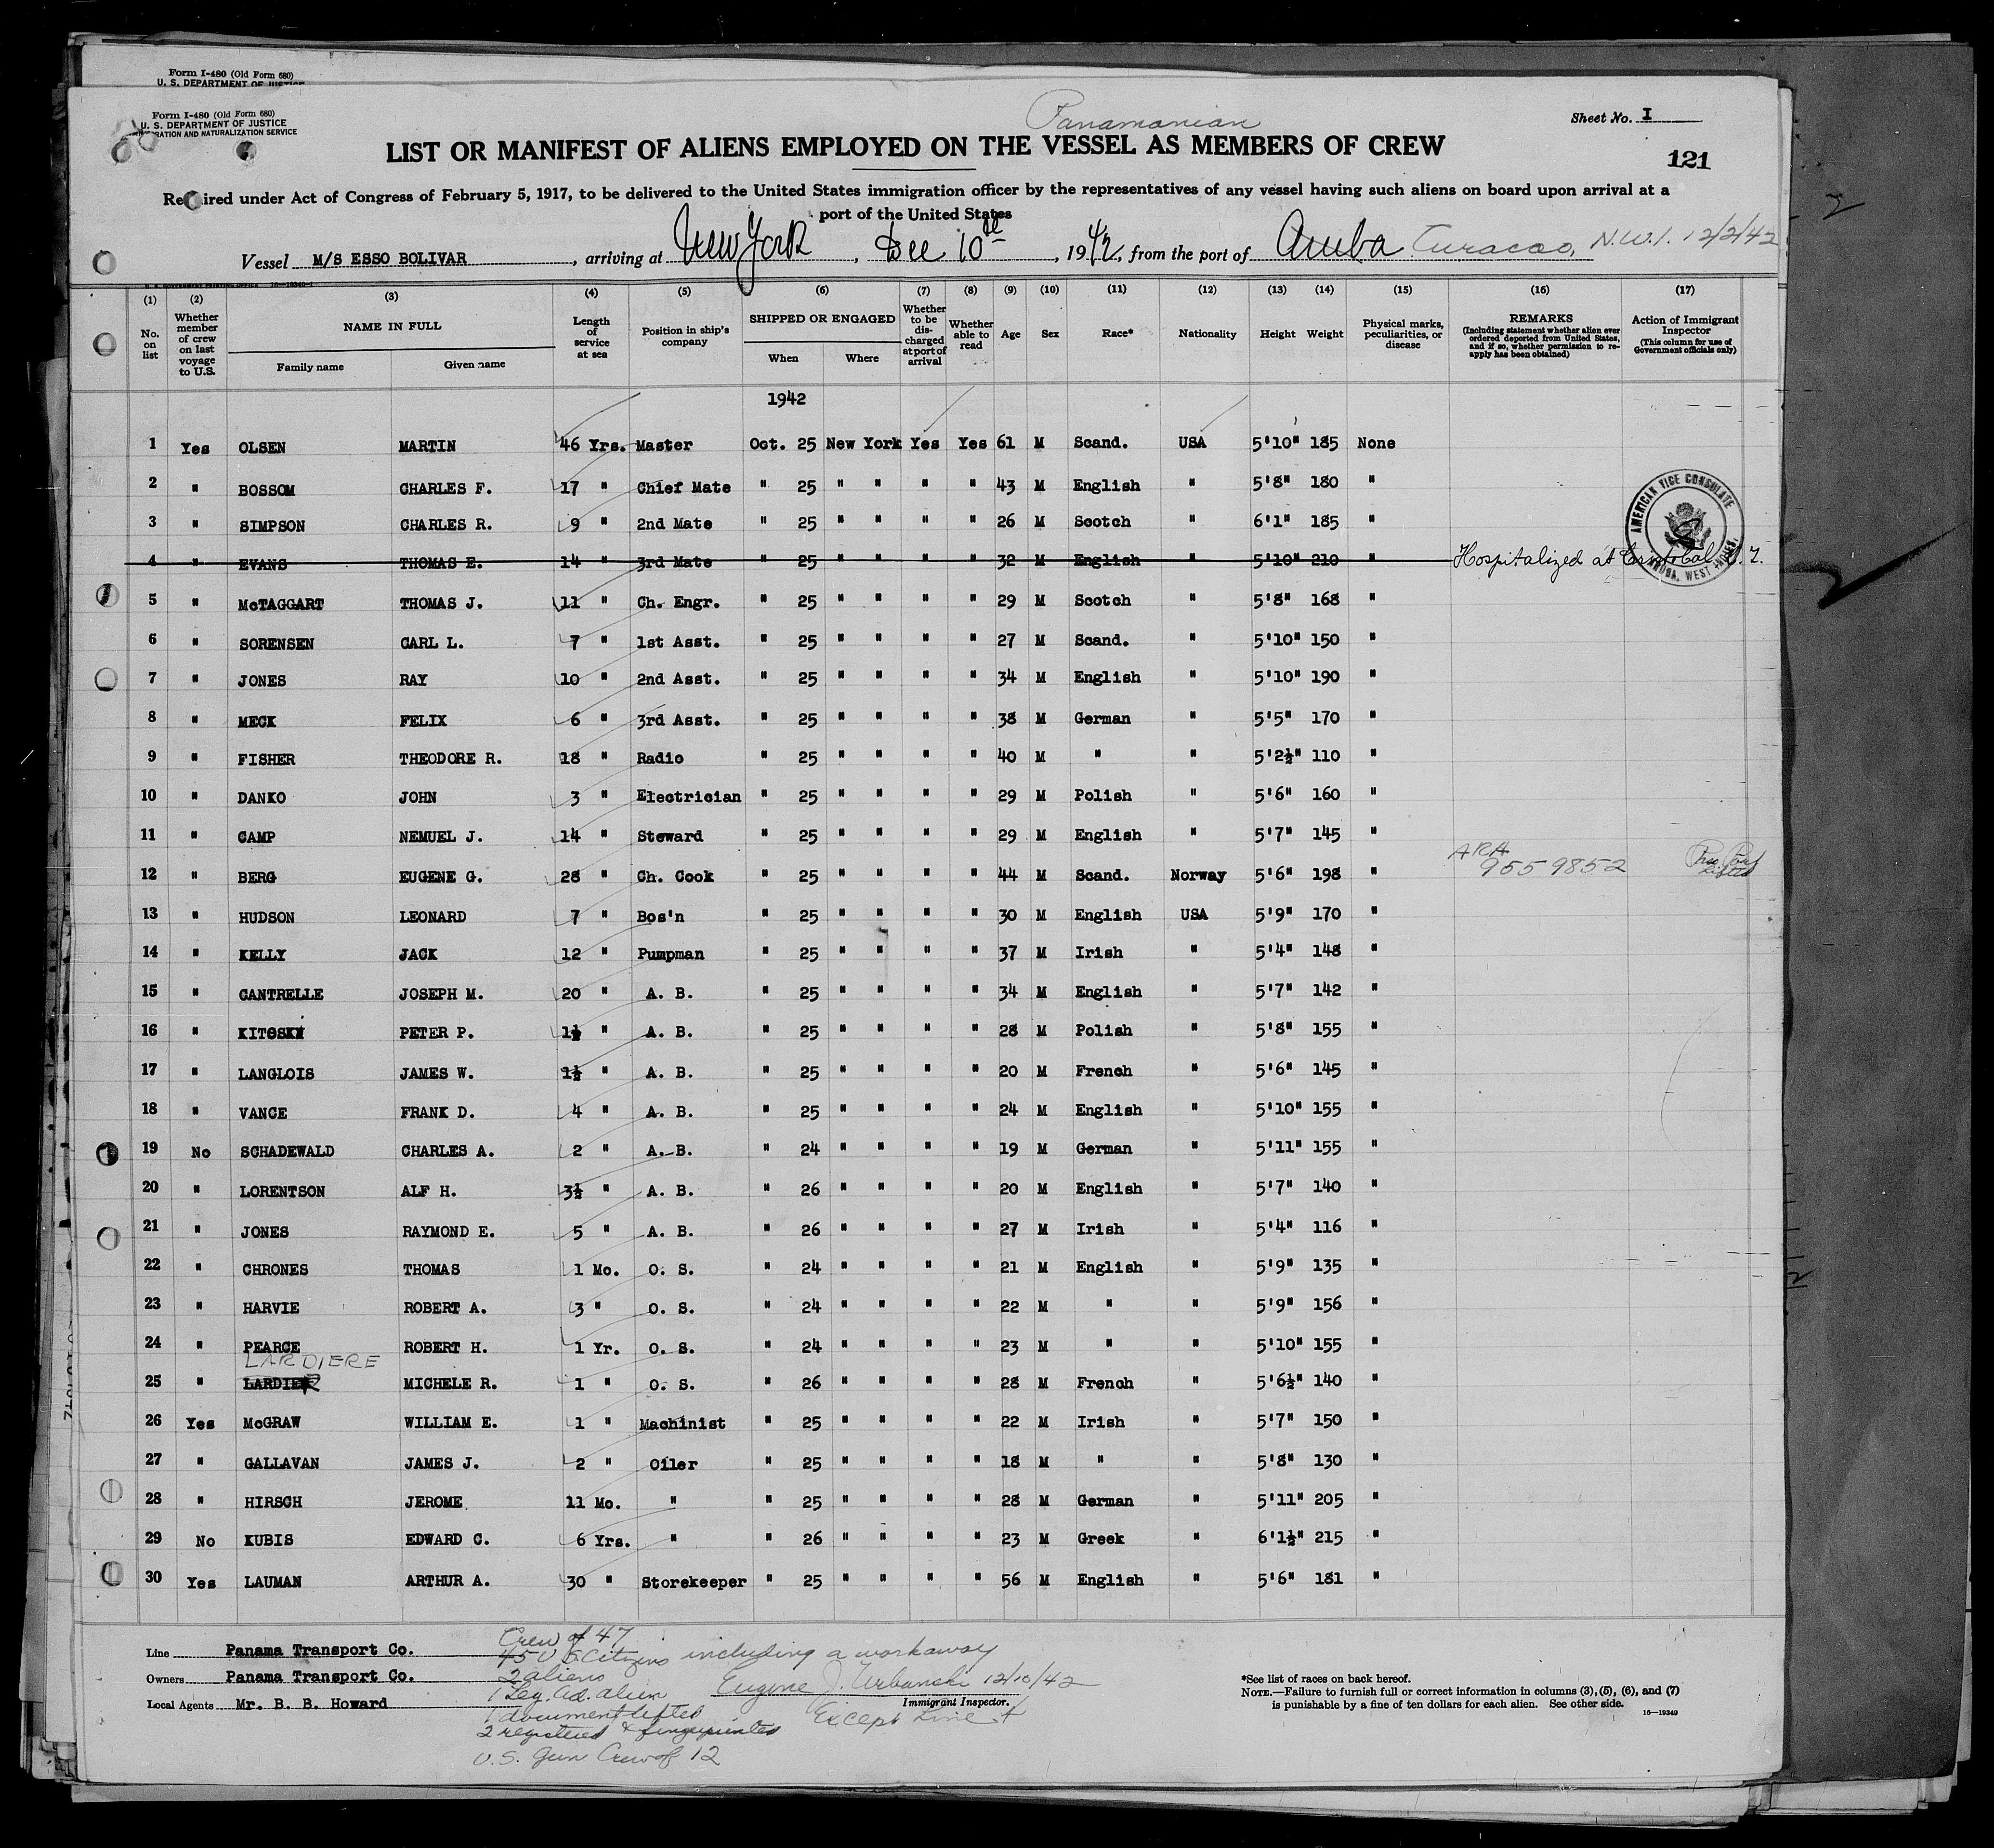 Form I-480 (Old Form 680)
U. S. DEPARTMENT OF JUSTICE
Form I-480 (Old Form 680)
U. S. DEPARTMENT OF JUSTICE
RATION AND NATURALIZATION SERVICE
Panamanian
Sheet No. I
LIST OR MANIFEST OF ALIENS EMPLOYED ON THE VESSEL AS MEMBERS OF CREW
121
Required under Act of Congress of February 5, 1917, to be delivered to the United States immigration officer by the representatives of any vessel having such aliens on board upon arrival at a
port of the United States
Vessel M/S ESSO BOLIVAR, arriving at New York, Dec 10th, 1942, from the port of Aruba Curacao, N.W.I. 12/2/42
(1) (2) (3) (4) (5) (6) (7) (8) (9) (10) (11) (12) (13) (14) (15) (16) (17)
No. on list
Whether member of crew on last voyage to U.S.
NAME IN FULL
Family name Given name
Length of service at sea
Position in ship's company
SHIPPED OR ENGAGED
When Where
Whether to be discharged at port of arrival
Whether able to read
Age Sex Race* Nationality Height Weight
Physical marks, peculiarities, or disease
REMARKS
(Including statement whether alien ever ordered deported from United States, and if so, whether permission to reapply has been obtained)
Action of Immigrant Inspector
(This column for use of Government officials only)
1942
1 Yes OLSEN MARTIN 46 Yrs. Master Oct. 25 New York Yes Yes 61 M Scand. USA 5'10" 185 None
2 " BOSSOM CHARLES F. 17 " Chief Mate " 25 " " " " 43 M English " 5'8" 180 "
3 " SIMPSON CHARLES R. 9 " 2nd Mate " 25 " " " " 26 M Scotch " 6'1" 185 "
4 " EVANS THOMAS E. 14 " 3rd Mate " 25 " " " " 32 M English " 5'10" 210 " Hospitalized at Cristobal C.Z.
AMERICAN VICE CONSULATE
ARUBA, WEST INDIES
5 " McTAGGART THOMAS J. 11 " Ch. Engr. " 25 " " " " 29 M Scotch " 5'8" 168 "
6 " SORENSEN CARL L. 7 " 1st Asst. " 25 " " " " 27 M Scand. " 5'10" 150 "
7 " JONES RAY 10 " 2nd Asst. " 25 " " " " 34 M English " 5'10" 190 "
8 " MECK FELIX 6 " 3rd Asst. " 25 " " " " 38 M German " 5'5" 170 "
9 " FISHER THEODORE R. 18 " Radio " 25 " " " " 40 M " " 5'2½" 110 "
10 " DANKO JOHN 3 " Electrician " 25 " " " " 29 M Polish " 5'6" 160 "
11 " CAMP NEMUEL J. 14 " Steward " 25 " " " " 29 M English " 5'7" 145 "
12 " BERG EUGENE G. 28 " Ch. Cook " 25 " " " " 44 M Scand. Norway 5'6" 198 " ARA 9559852
13 " HUDSON LEONARD 7 " Bos'n " 25 " " " " 30 M English USA 5'9" 170 "
14 " KELLY JACK 12 " Pumpman " 25 " " " " 37 M Irish " 5'4" 148 "
15 " CANTRELLE JOSEPH M. 20 " A. B. " 25 " " " " 34 M English " 5'7" 142 "
16 " KITOSKI PETER P. 1½ " A. B. " 25 " " " " 28 M Polish " 5'8" 155 "
17 " LANGLOIS JAMES W. 1½ " A. B. " 25 " " " " 20 M French " 5'6" 145 "
18 " VANCE FRANK D. 4 " A. B. " 25 " " " " 24 M English " 5'10" 155 "
19 No SCHADEWALD CHARLES A. 2 " A. B. " 24 " " " " 19 M German " 5'11" 155 "
20 " LORENTSON ALF H. 3½ " A. B. " 26 " " " " 20 M English " 5'7" 140 "
21 " JONES RAYMOND E. 5 " A. B. " 26 " " " " 27 M Irish " 5'4" 116 "
22 " CHRONES THOMAS 1 Mo. O. S. " 24 " " " " 21 M English " 5'9" 135 "
23 " HARVIE ROBERT A. 3 " O. S. " 24 " " " " 22 M " " 5'9" 156 "
24 " PEARCE ROBERT H. 1 Yr. O. S. " 24 " " " " 23 M " " 5'10" 155 "
LARDIERE
25 " LARDIER MICHELE R. 1 " O. S. " 26 " " " " 28 M French " 5'6½" 140 "
26 Yes McGRAW WILLIAM E. 1 " Machinist " 25 " " " " 22 M Irish " 5'7" 150 "
27 " GALLAVAN JAMES J. 2 " Oiler " 25 " " " " 18 M " " 5'8" 130 "
28 " HIRSCH JEROME 11 Mo. " " 25 " " " " 28 M German " 5'11" 205 "
29 No KUBIS EDWARD C. 6 Yrs. " " 26 " " " " 23 M Greek " 6'1½" 215 "
30 Yes LAUMAN ARTHUR A. 30 " Storekeeper " 25 " " " " 56 M English " 5'6" 181 "
Crew of 47
Line Panama Transport Co.
45 U.S. Citizens including a workaway
Owners Panama Transport Co.
2 aliens
Eugene J. Urbanski 12/10/42
Immigrant Inspector.
Local Agents Mr. B. B. Howard
1 Leg. ad. alien
1 document lifted
Except Line 4
2 registered & fingerprinted
U.S. Gun Crew of 12
*See list of races on back hereof.
NOTE.—Failure to furnish full or correct information in columns (3), (5), (6), and (7)
is punishable by a fine of ten dollars for each alien. See other side.
16—19349